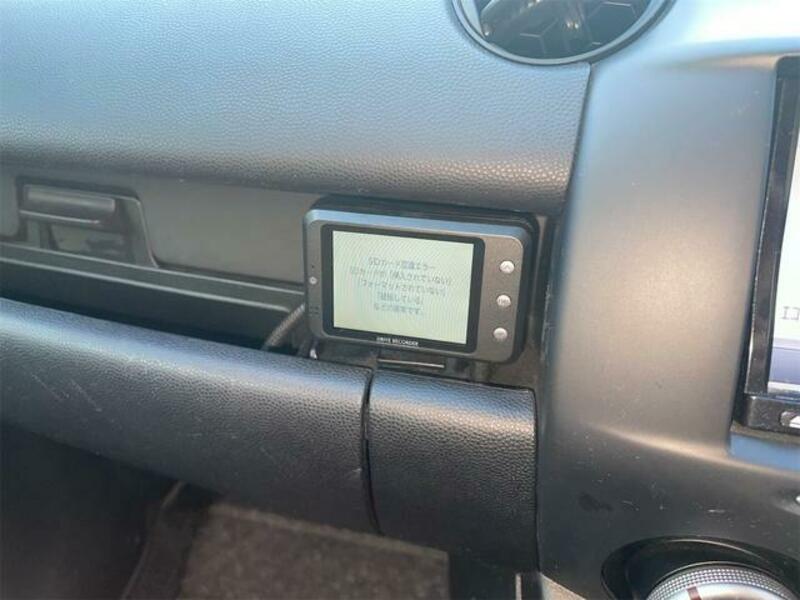 SDカード認識エラー
SDカードが「挿入されていない」
「フォーマットされていない」
「破損している」
などの異常です。
DRIVE RECORDER